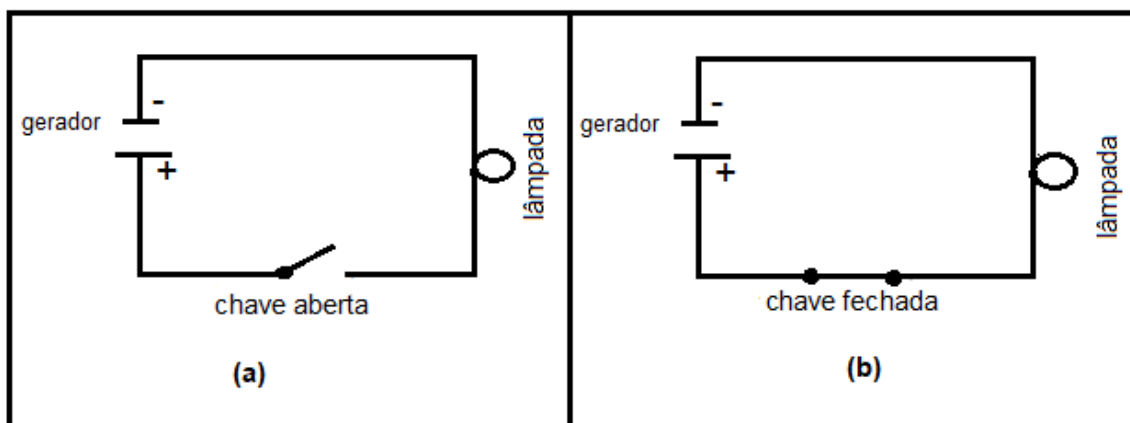 -
gerador
+
lâmpada
chave aberta
(a)
-
gerador
+
lâmpada
chave fechada
(b)